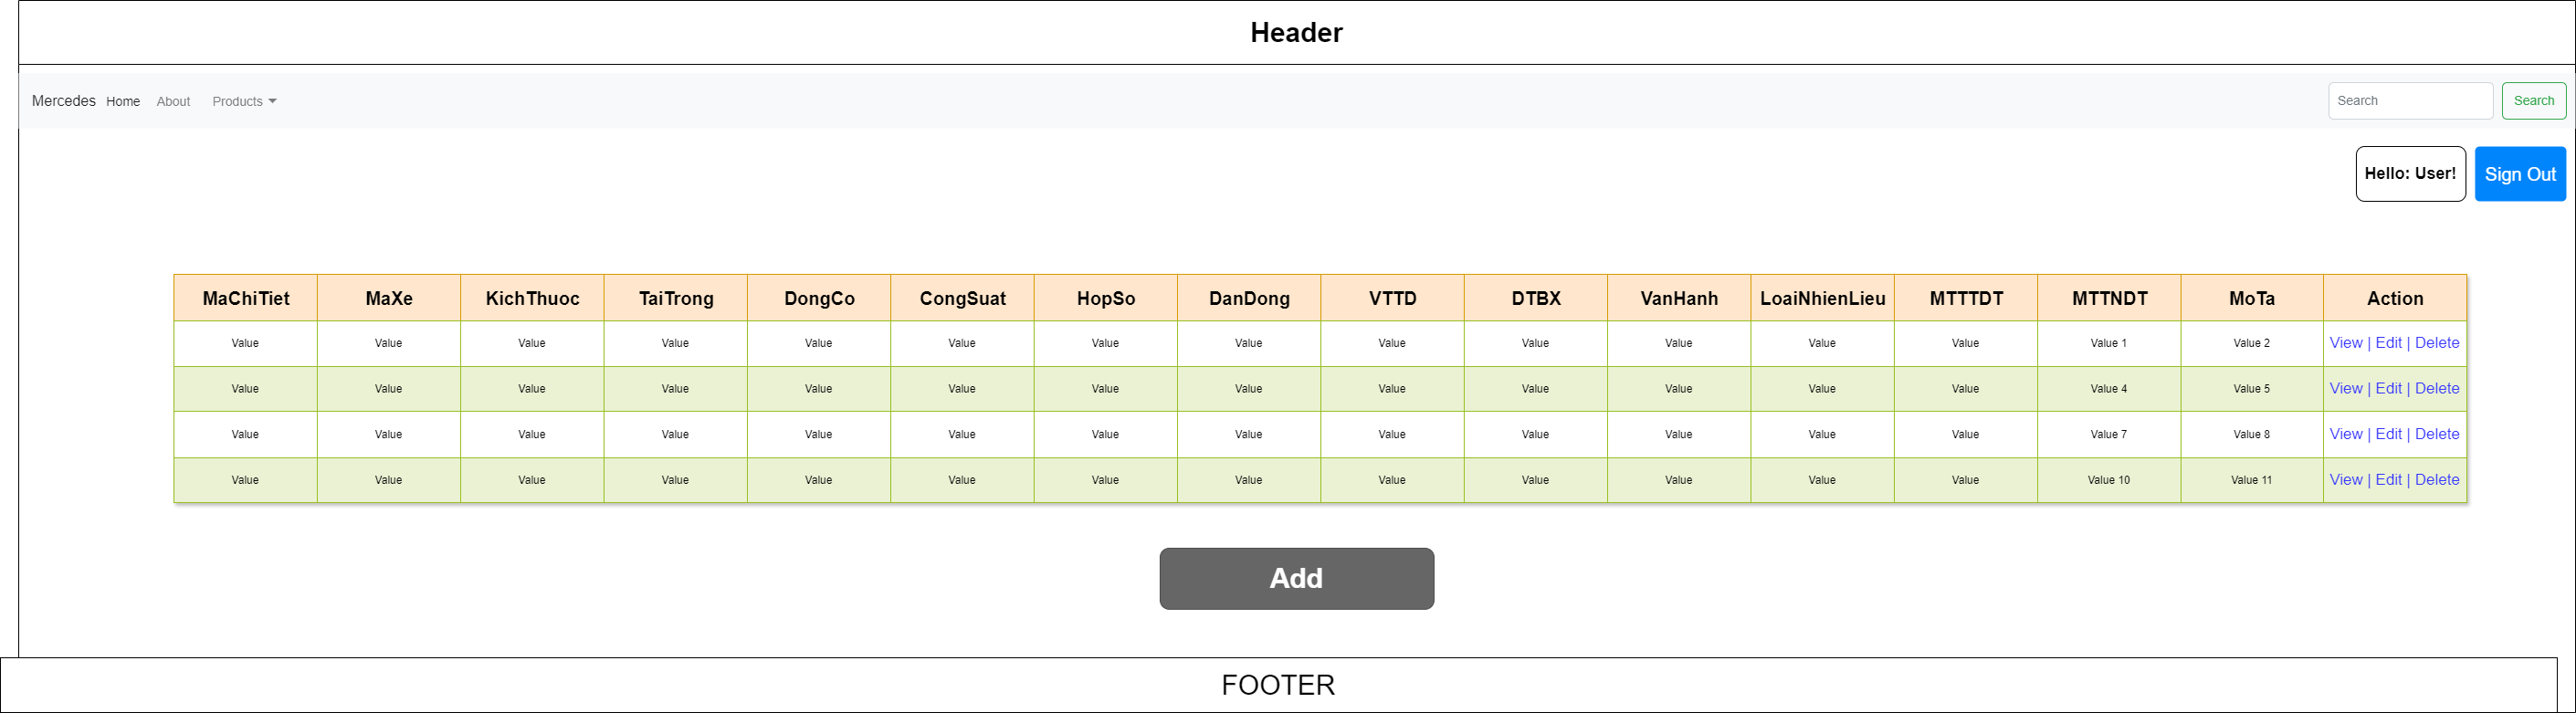 Header
Mercedes Home About Products Search Search
Hello: User! Sign Out
MaChiTiet MaXe KichThuoc TaiTrong DongCo CongSuat HopSo DanDong VTTD DTBX VanHanh LoaiNhienLieu MTTTDT MTTNDT MoTa Action
Value Value Value Value Value Value Value Value Value Value Value Value Value Value 1 Value 2 View | Edit | Delete
Value Value Value Value Value Value Value Value Value Value Value Value Value Value 4 Value 5 View | Edit | Delete
Value Value Value Value Value Value Value Value Value Value Value Value Value Value 7 Value 8 View | Edit | Delete
Value Value Value Value Value Value Value Value Value Value Value Value Value Value 10 Value 11 View | Edit | Delete
Add
FOOTER